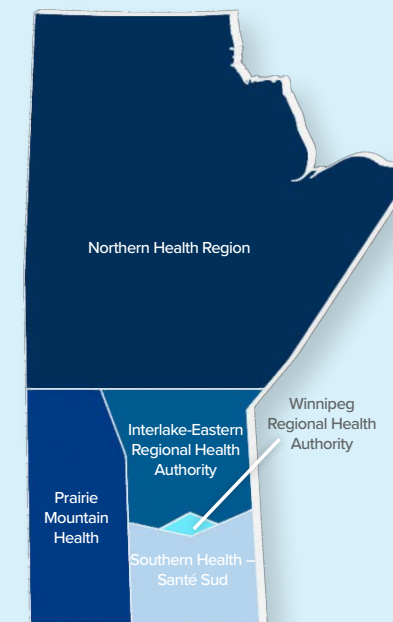 Northern Health Region
Winnipeg
Regional Health
Authority
Interlake-Eastern
Regional Health
Authority
Prairie
Mountain
Health
Southern Health –
Santé Sud